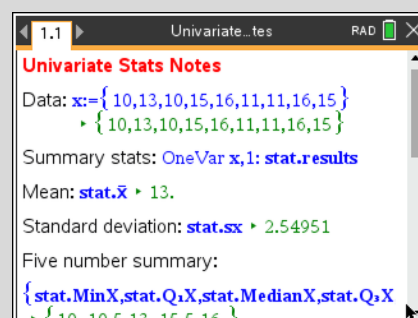 1.1 Univariate…tes RAD
Univariate Stats Notes
Data: x:={10,13,10,15,16,11,11,16,15}
▸ {10,13,10,15,16,11,11,16,15}
Summary stats: OneVar x,1: stat.results
Mean: stat.x̄ ▸ 13.
Standard deviation: stat.sx ▸ 2.54951
Five number summary:
{stat.MinX,stat.Q₁X,stat.MedianX,stat.Q₃X